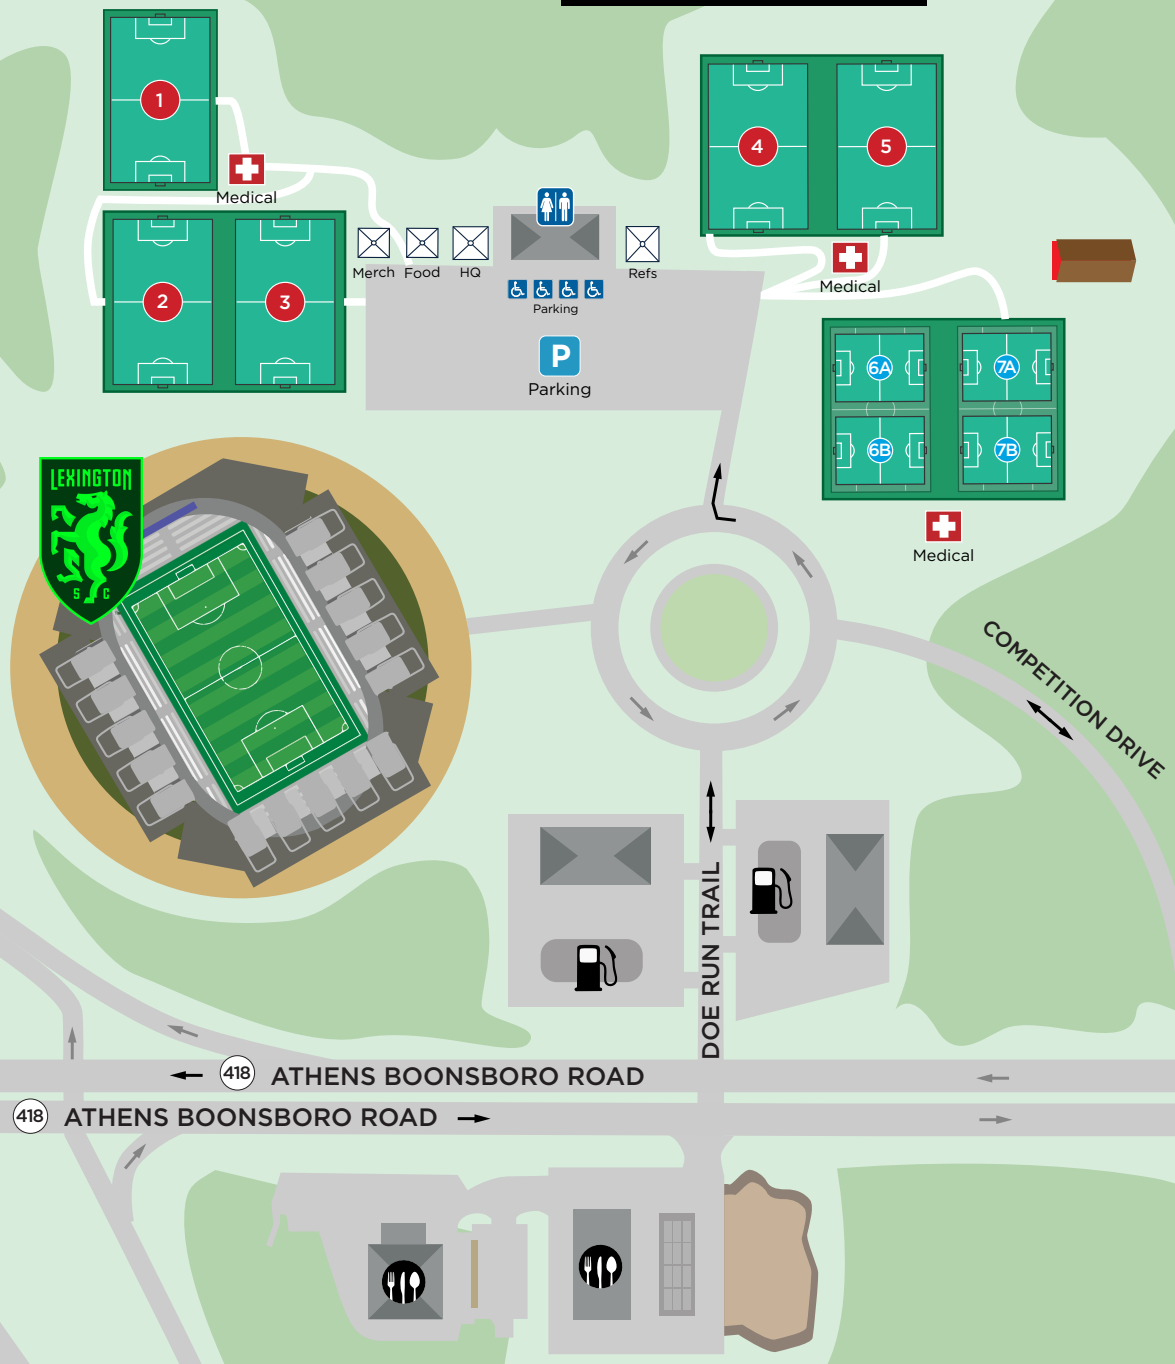 1
Medical
2
3
Merch
Food
HQ
Refs
Parking
P
Parking
4
5
Medical
6A
7A
6B
7B
Medical
LEXINGTON
S C
COMPETITION DRIVE
DOE RUN TRAIL
418 ATHENS BOONSBORO ROAD
418 ATHENS BOONSBORO ROAD